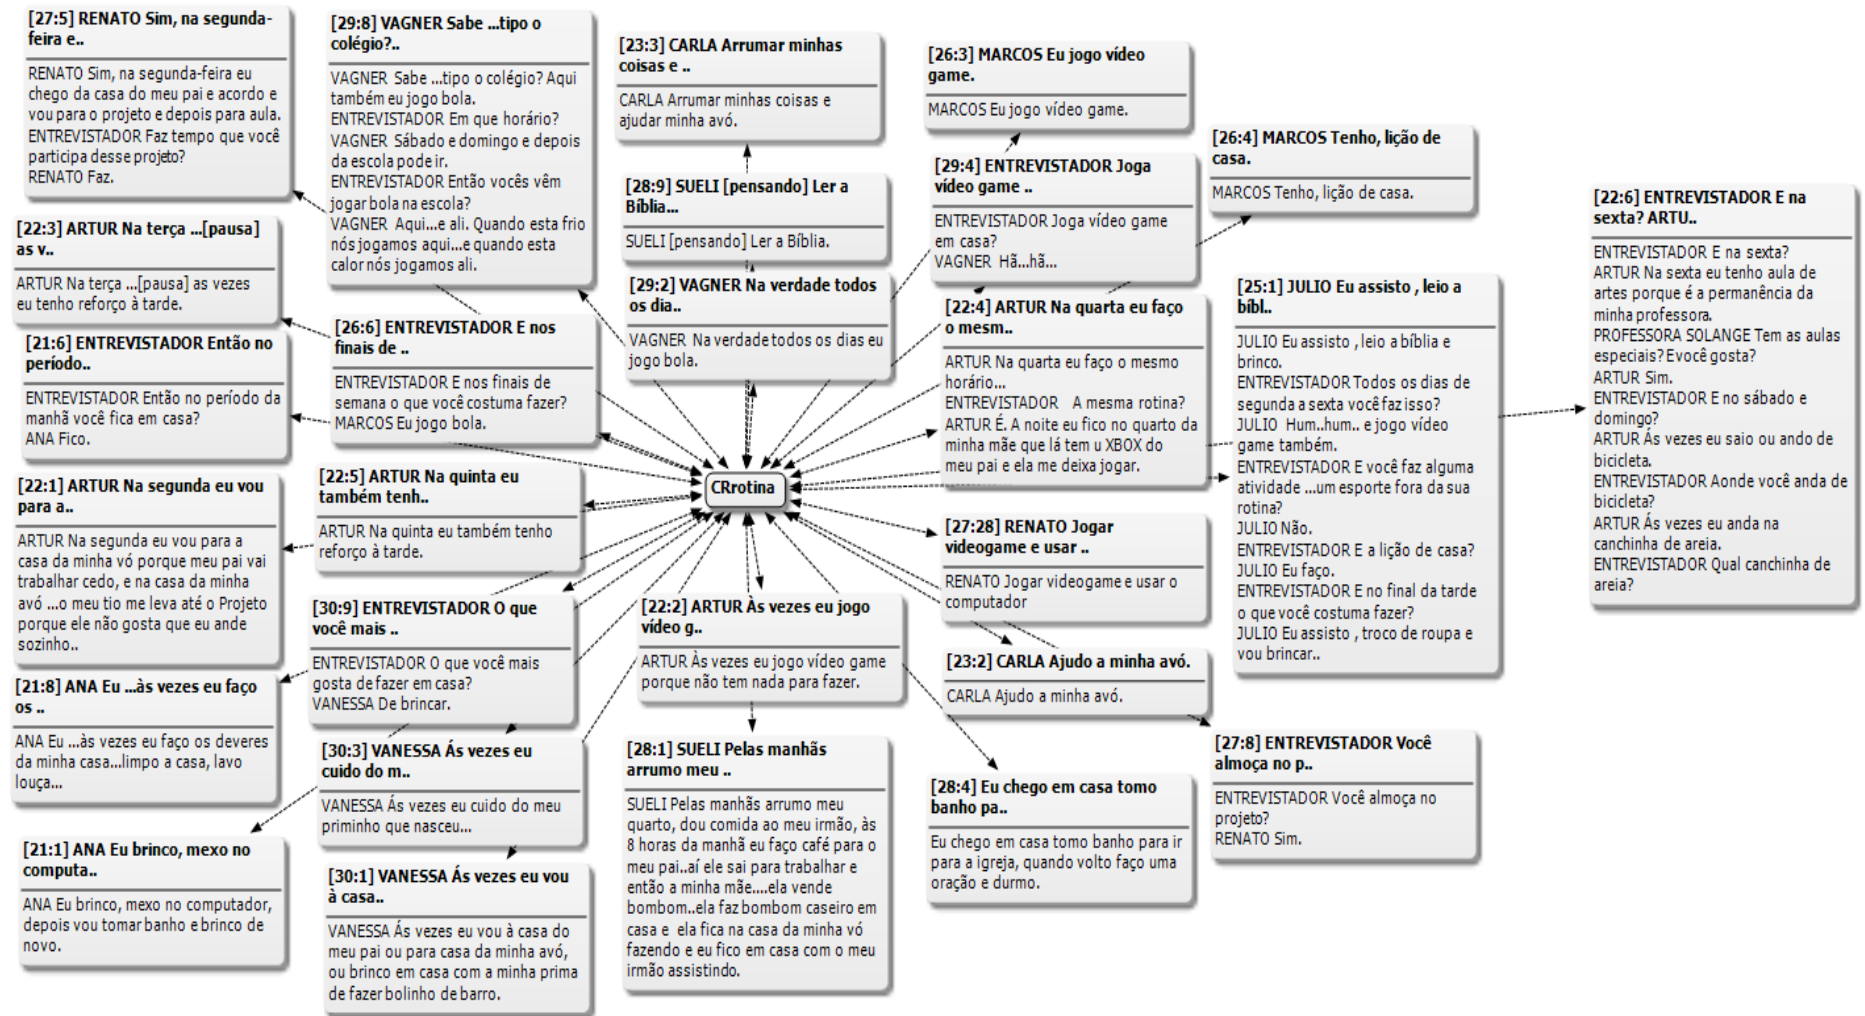 [27:5] RENATO Sim, na segunda-
feira e..
RENATO Sim, na segunda-feira eu
chego da casa do meu pai e acordo e
vou para o projeto e depois para aula.
ENTREVISTADOR Faz tempo que você
participa desse projeto?
RENATO Faz.
[29:8] VAGNER Sabe ...tipo o
colégio?..
VAGNER Sabe ...tipo o colégio? Aqui
também eu jogo bola.
ENTREVISTADOR Em que horário?
VAGNER Sábado e domingo e depois
da escola pode ir.
ENTREVISTADOR Então vocês vêm
jogar bola na escola?
VAGNER Aqui...e ali. Quando esta frio
nós jogamos aqui...e quando esta
calor nós jogamos ali.
[23:3] CARLA Arrumar minhas
coisas e ..
CARLA Arrumar minhas coisas e
ajudar minha avó.
[26:3] MARCOS Eu jogo vídeo
game.
MARCOS Eu jogo vídeo game.
[26:4] MARCOS Tenho, lição de
casa.
MARCOS Tenho, lição de casa.
[29:4] ENTREVISTADOR Joga
vídeo game ..
ENTREVISTADOR Joga vídeo game
em casa?
VAGNER Hã...hã...
[28:9] SUELI [pensando] Ler a
Bíblia...
SUELI [pensando] Ler a Bíblia.
[22:6] ENTREVISTADOR E na
sexta? ARTU..
ENTREVISTADOR E na sexta?
ARTUR Na sexta eu tenho aula de
artes porque é a permanência da
minha professora.
PROFESSORA SOLANGE Tem as aulas
especiais? Evocê gosta?
ARTUR Sim.
ENTREVISTADOR E no sábado e
domingo?
ARTUR Ás vezes eu saio ou ando de
bicicleta.
ENTREVISTADOR Aonde você anda de
bicicleta?
ARTUR Ás vezes eu anda na
canchinha de areia.
ENTREVISTADOR Qual canchinha de
areia?
[22:3] ARTUR Na terça ...[pausa]
as v..
ARTUR Na terça ...[pausa] as vezes
eu tenho reforço à tarde.
[29:2] VAGNER Na verdade todos
os dia..
VAGNER Na verdade todos os dias eu
jogo bola.
[25:1] JULIO Eu assisto , leio a
bíbl..
JULIO Eu assisto , leio a bíblia e
brinco.
ENTREVISTADOR Todos os dias de
segunda a sexta você faz isso?
JULIO Hum..hum.. e jogo vídeo
game também.
ENTREVISTADOR E você faz alguma
atividade ...um esporte fora da sua
rotina?
JULIO Não.
ENTREVISTADOR E a lição de casa?
JULIO Eu faço.
ENTREVISTADOR E no final da tarde
o que você costuma fazer?
JULIO Eu assisto , troco de roupa e
vou brincar..
[22:4] ARTUR Na quarta eu faço
o mesm..
ARTUR Na quarta eu faço o mesmo
horário...
ENTREVISTADOR A mesma rotina?
ARTUR É. A noite eu fico no quarto da
minha mãe que lá tem u XBOX do
meu pai e ela me deixa jogar.
[26:6] ENTREVISTADOR E nos
finais de ..
ENTREVISTADOR E nos finais de
semana o que você costuma fazer?
MARCOS Eu jogo bola.
[21:6] ENTREVISTADOR Então no
período..
ENTREVISTADOR Então no período da
manhã você fica em casa?
ANA Fico.
[22:5] ARTUR Na quinta eu
também tenh..
ARTUR Na quinta eu também tenho
reforço à tarde.
CRrotina
[22:1] ARTUR Na segunda eu vou
para a..
ARTUR Na segunda eu vou para a
casa da minha vó porque meu pai vai
trabalhar cedo, e na casa da minha
avó ...o meu tio me leva até o Projeto
porque ele não gosta que eu ande
sozinho..
[27:28] RENATO Jogar
videogame e usar ..
RENATO Jogar videogame e usar o
computador
[30:9] ENTREVISTADOR O que
você mais ..
ENTREVISTADOR O que você mais
gosta de fazer em casa?
VANESSA De brincar.
[22:2] ARTUR Às vezes eu jogo
vídeo g..
ARTUR Às vezes eu jogo vídeo game
porque não tem nada para fazer.
[23:2] CARLA Ajudo a minha avó.
CARLA Ajudo a minha avó.
[21:8] ANA Eu ...às vezes eu faço
os ..
ANA Eu ...às vezes eu faço os deveres
da minha casa...limpo a casa, lavo
louça...
[30:3] VANESSA Ás vezes eu
cuido do m..
VANESSA Ás vezes eu cuido do meu
priminho que nasceu...
[28:1] SUELI Pelas manhãs
arrumo meu ..
SUELI Pelas manhãs arrumo meu
quarto, dou comida ao meu irmão, às
8 horas da manhã eu faço café para o
meu pai..aí ele sai para trabalhar e
então a minha mãe....ela vende
bombom..ela faz bombom caseiro em
casa e ela fica na casa da minha vó
fazendo e eu fico em casa com o meu
irmão assistindo.
[27:8] ENTREVISTADOR Você
almoça no p..
ENTREVISTADOR Você almoça no
projeto?
RENATO Sim.
[28:4] Eu chego em casa tomo
banho pa..
Eu chego em casa tomo banho para ir
para a igreja, quando volto faço uma
oração e durmo.
[21:1] ANA Eu brinco, mexo no
computa..
ANA Eu brinco, mexo no computador,
depois vou tomar banho e brinco de
novo.
[30:1] VANESSA Ás vezes eu vou
à casa..
VANESSA Ás vezes eu vou à casa do
meu pai ou para casa da minha avó,
ou brinco em casa com a minha prima
de fazer bolinho de barro.